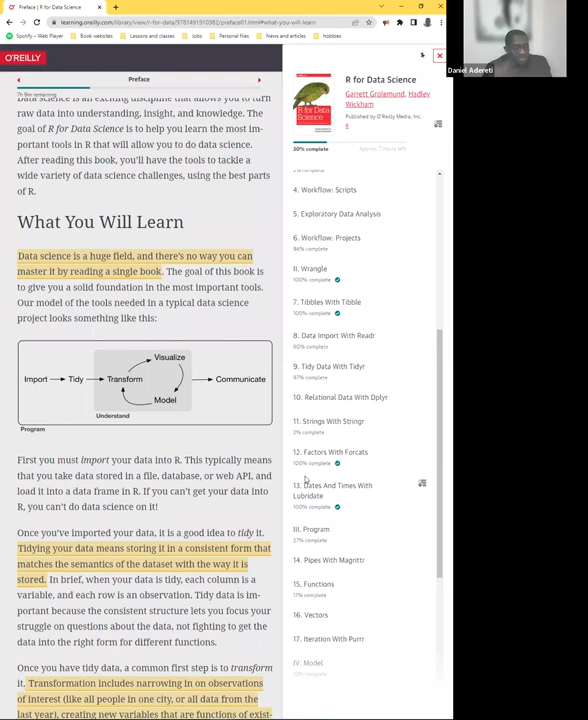 Preface | R for Data Science
learning.oreilly.com/library/view/r-for-data/9781491910382/preface01.html#what-you-will-learn
Spotify – Web Player
Book websites
Lessons and classes
Jobs
Personal files
News and articles
hobbies
O'REILLY
Preface
7h 9m remaining
Data science is an exciting discipline that allows you to turn
raw data into understanding, insight, and knowledge. The
goal of R for Data Science is to help you learn the most im-
portant tools in R that will allow you to do data science.
After reading this book, you'll have the tools to tackle a
wide variety of data science challenges, using the best parts
of R.
What You Will Learn
Data science is a huge field, and there's no way you can
master it by reading a single book. The goal of this book is
to give you a solid foundation in the most important tools.
Our model of the tools needed in a typical data science
project looks something like this:
Import
Tidy
Transform
Visualize
Model
Communicate
Understand
Program
First you must import your data into R. This typically means
that you take data stored in a file, database, or web API, and
load it into a data frame in R. If you can't get your data into
R, you can't do data science on it!
Once you've imported your data, it is a good idea to tidy it.
Tidying your data means storing it in a consistent form that
matches the semantics of the dataset with the way it is
stored. In brief, when your data is tidy, each column is a
variable, and each row is an observation. Tidy data is im-
portant because the consistent structure lets you focus your
struggle on questions about the data, not fighting to get the
data into the right form for different functions.
Once you have tidy data, a common first step is to transform
it. Transformation includes narrowing in on observations
of interest (like all people in one city, or all data from the
last year), creating new variables that are functions of exist-
R for Data Science
Garrett Grolemund, Hadley
Wickham
Published by O'Reilly Media, Inc.
R for Data
Science
30% complete
Approx. 7 hours left
2% complete
4. Workflow: Scripts
5. Exploratory Data Analysis
6. Workflow: Projects
94% complete
II. Wrangle
100% complete
7. Tibbles With Tibble
100% complete
8. Data Import With Readr
60% complete
9. Tidy Data With Tidyr
97% complete
10. Relational Data With Dplyr
11. Strings With Stringr
2% complete
12. Factors With Forcats
100% complete
13. Dates And Times With
Lubridate
100% complete
III. Program
27% complete
14. Pipes With Magrittr
15. Functions
17% complete
16. Vectors
17. Iteration With Purrr
IV. Model
Daniel Adereti